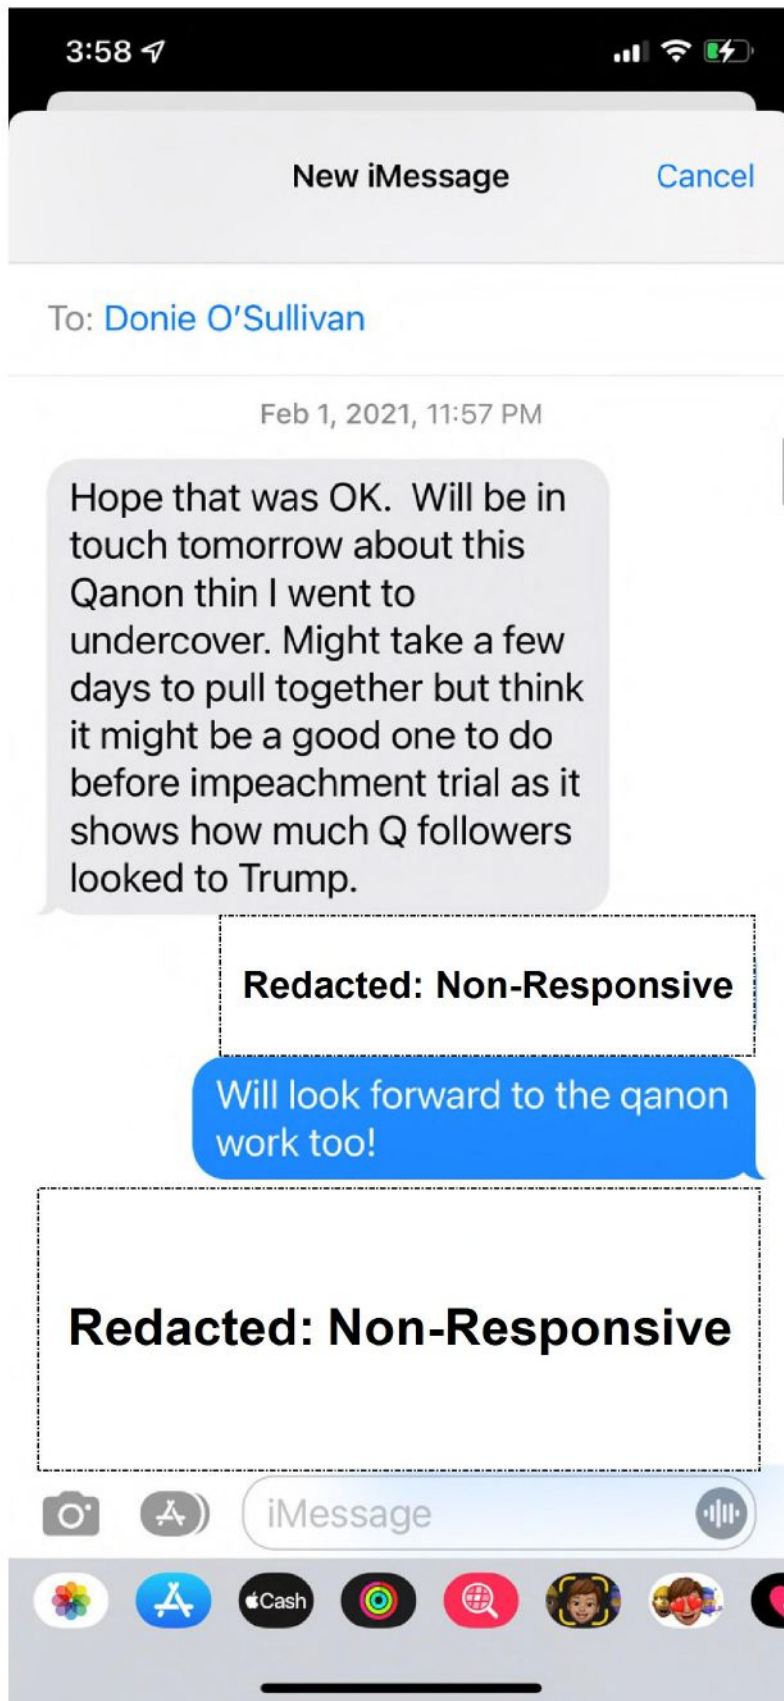 3:58
New iMessage
Cancel
To: Donie O'Sullivan
Feb 1, 2021, 11:57 PM
Hope that was OK.  Will be in
touch tomorrow about this
Qanon thin I went to
undercover. Might take a few
days to pull together but think
it might be a good one to do
before impeachment trial as it
shows how much Q followers
looked to Trump.
Redacted: Non-Responsive
Will look forward to the qanon
work too!
Redacted: Non-Responsive
iMessage
Cash